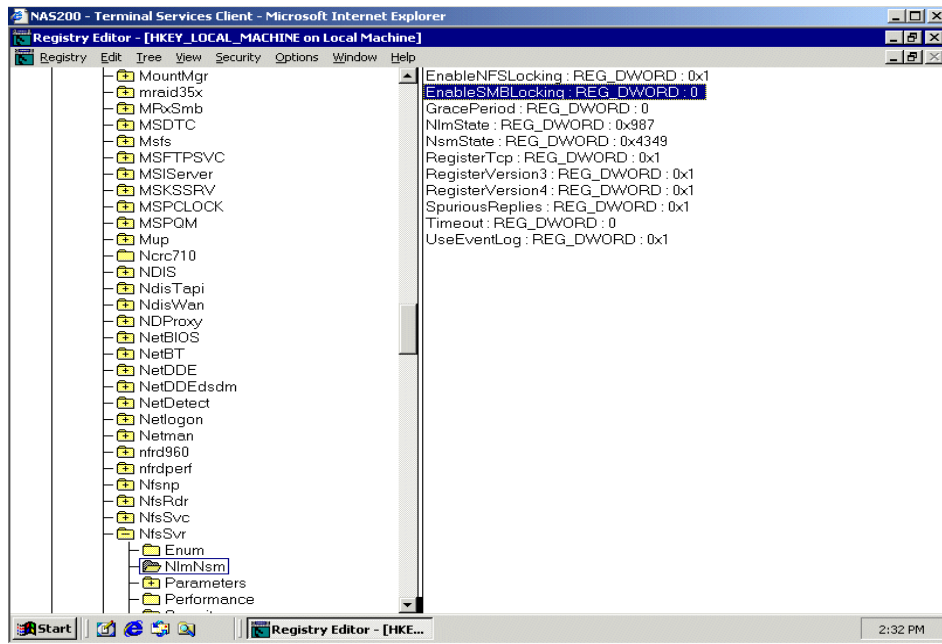 NAS200 - Terminal Services Client - Microsoft Internet Explorer
Registry Editor - [HKEY_LOCAL_MACHINE on Local Machine]
Registry Edit Tree View Security Options Window Help
MountMgr
mraid35x
MRxSmb
MSDTC
Msfs
MSFTPSVC
MSIServer
MSKSSRV
MSPCLOCK
MSPQM
Mup
Ncrc710
NDIS
NdisTapi
NdisWan
NDProxy
NetBIOS
NetBT
NetDDE
NetDDEdsdm
NetDetect
Netlogon
Netman
nfrd960
nfrdperf
Nfsnp
NfsRdr
NfsSvc
NfsSvr
Enum
NlmNsm
Parameters
Performance
EnableNFSLocking : REG_DWORD : 0x1
EnableSMBLocking : REG_DWORD : 0
GracePeriod : REG_DWORD : 0
NlmState : REG_DWORD : 0x987
NsmState : REG_DWORD : 0x4349
RegisterTcp : REG_DWORD : 0x1
RegisterVersion3 : REG_DWORD : 0x1
RegisterVersion4 : REG_DWORD : 0x1
SpuriousReplies : REG_DWORD : 0x1
Timeout : REG_DWORD : 0
UseEventLog : REG_DWORD : 0x1
Start
Registry Editor - [HKE...
2:32 PM